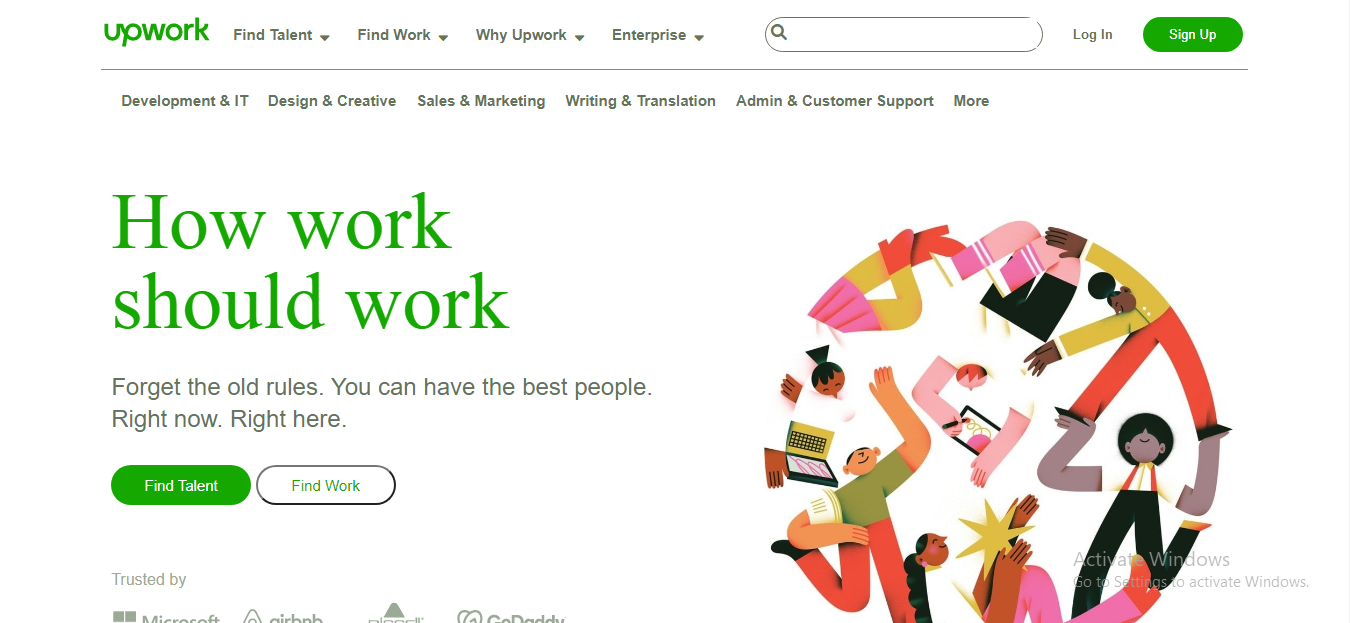 upwork Find Talent Find Work Why Upwork Enterprise Log In Sign Up
Development & IT Design & Creative Sales & Marketing Writing & Translation Admin & Customer Support More
How work
should work
Forget the old rules. You can have the best people.
Right now. Right here.
Find Talent Find Work
Activate Windows
Go to Settings to activate Windows.
Trusted by
Microsoft airbnb GoDaddy